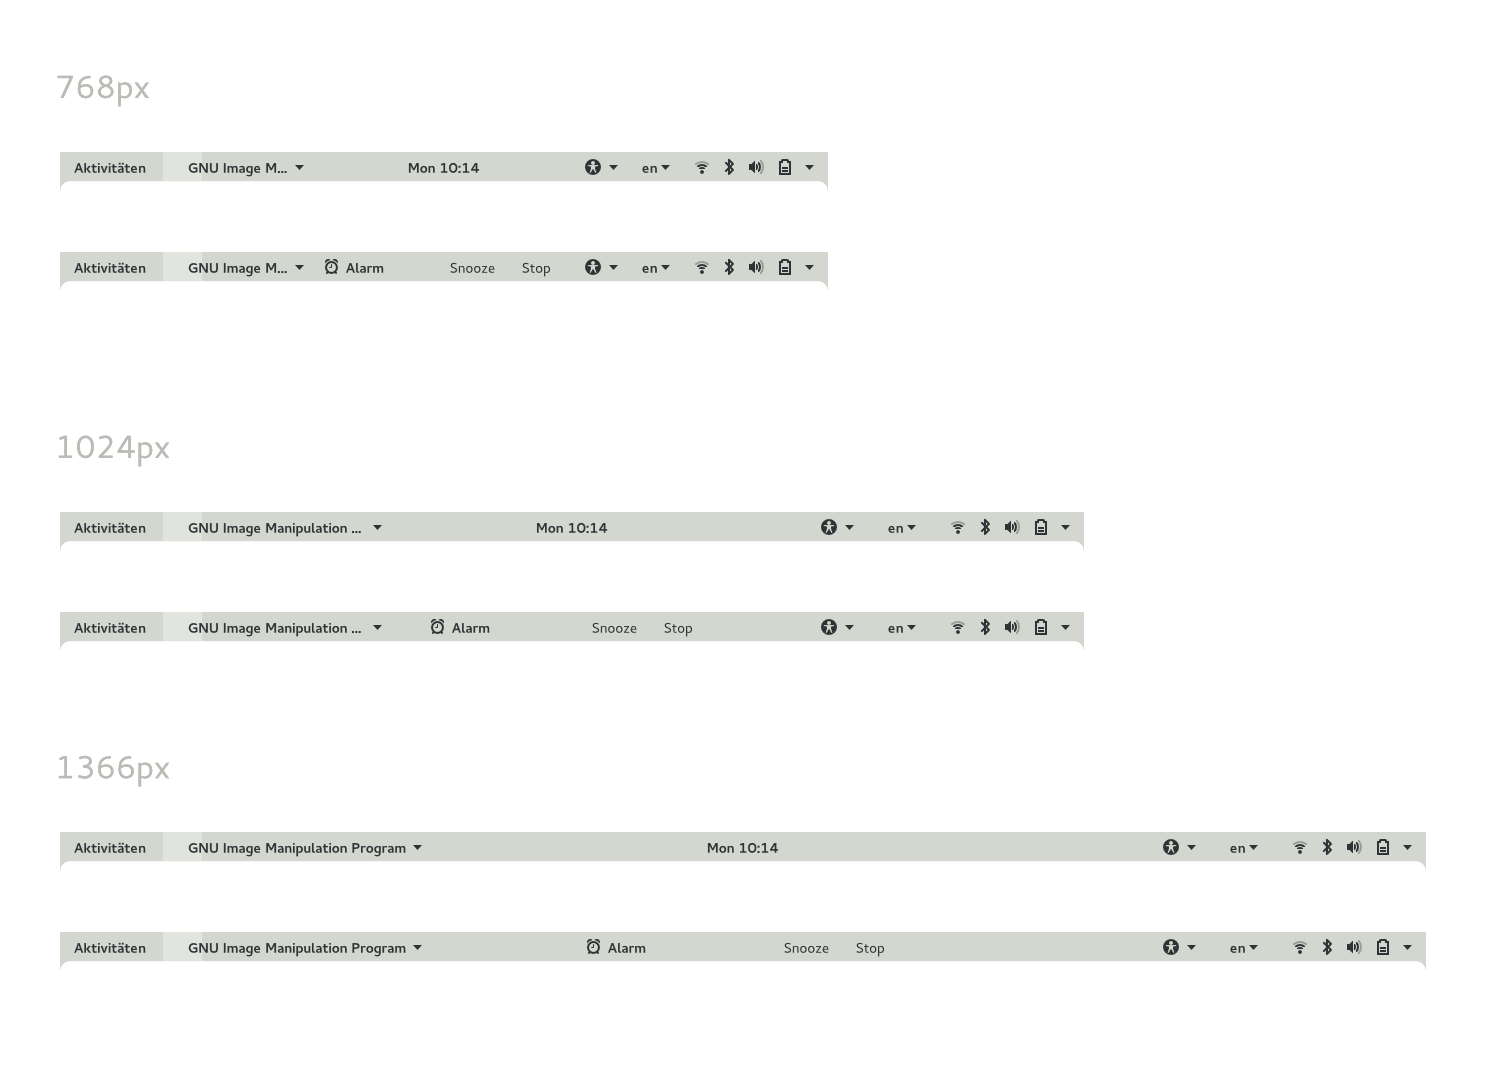 768px
Aktivitäten GNU Image M... Mon 10:14 en
Aktivitäten GNU Image M... Alarm Snooze Stop en
1024px
Aktivitäten GNU Image Manipulation ... Mon 10:14 en
Aktivitäten GNU Image Manipulation ... Alarm Snooze Stop en
1366px
Aktivitäten GNU Image Manipulation Program Mon 10:14 en
Aktivitäten GNU Image Manipulation Program Alarm Snooze Stop en